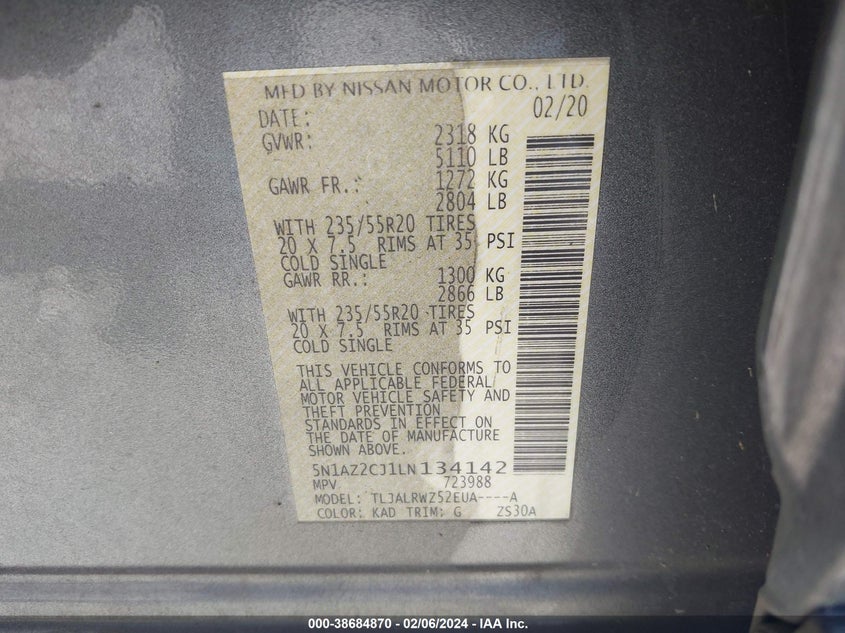 MFD BY NISSAN MOTOR CO., LTD.
DATE: 02/20
GVWR: 2318 KG
5110 LB
GAWR FR.: 1272 KG
2804 LB
WITH 235/55R20 TIRES
20 X 7.5 RIMS AT 35 PSI
COLD SINGLE
GAWR RR.: 1300 KG
2866 LB
WITH 235/55R20 TIRES
20 X 7.5 RIMS AT 35 PSI
COLD SINGLE
THIS VEHICLE CONFORMS TO
ALL APPLICABLE FEDERAL
MOTOR VEHICLE SAFETY AND
THEFT PREVENTION
STANDARDS IN EFFECT ON
THE DATE OF MANUFACTURE
SHOWN ABOVE.
5N1AZ2CJ1LN134142
MPV 723988
MODEL: TL3ALRWZ52EUA----A
COLOR: KAD TRIM: G ZS30A
000-38684870 - 02/06/2024 - IAA Inc.